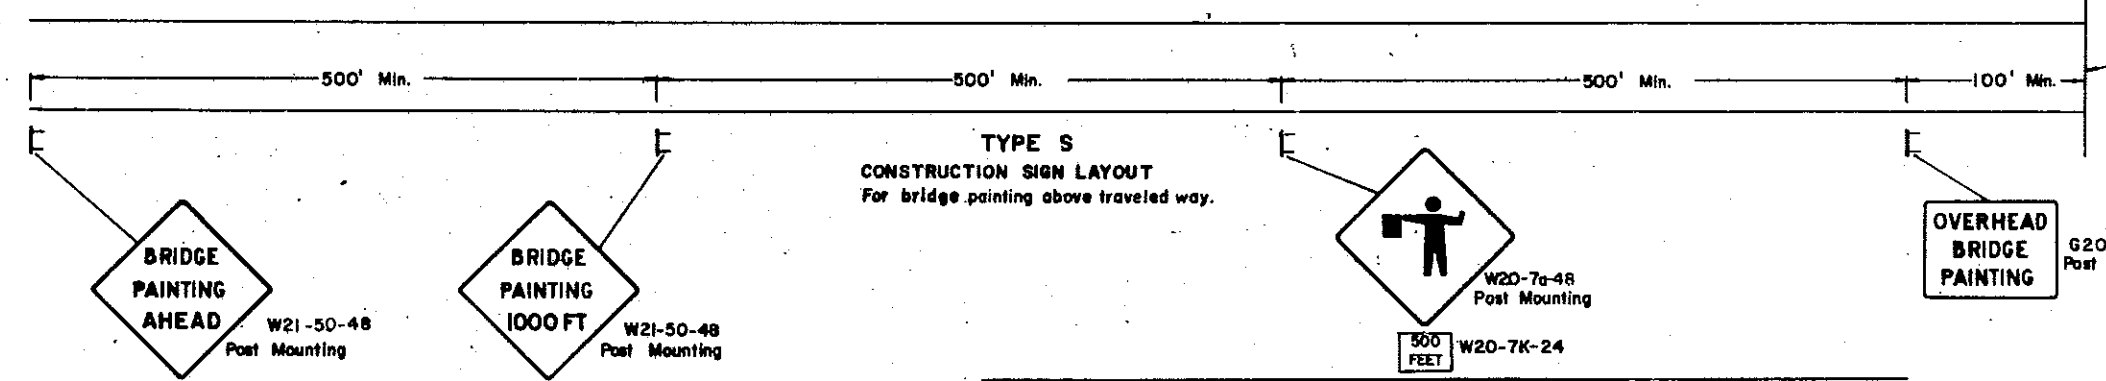 500' Min.
500' Min.
500' Min.
100' Min.
TYPE S
CONSTRUCTION SIGN LAYOUT
For bridge painting above traveled way.
BRIDGE
PAINTING
AHEAD
W21-50-48
Post Mounting
BRIDGE
PAINTING
1000 FT
W21-50-48
Post Mounting
W20-7a-48
Post Mounting
500
FEET
W20-7K-24
OVERHEAD
BRIDGE
PAINTING
G20
Post